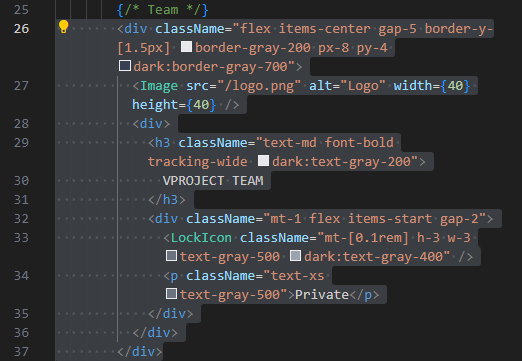 25 {/* Team */}
26 <div className="flex items-center gap-5 border-y-
[1.5px] border-gray-200 px-8 py-4
dark:border-gray-700">
27 <Image src="/logo.png" alt="Logo" width={40}
height={40} />
28 <div>
29 <h3 className="text-md font-bold
tracking-wide dark:text-gray-200">
30 VPROJECT TEAM
31 </h3>
32 <div className="mt-1 flex items-start gap-2">
33 <LockIcon className="mt-[0.1rem] h-3 w-3
text-gray-500 dark:text-gray-400" />
34 <p className="text-xs
text-gray-500">Private</p>
35 </div>
36 </div>
37 </div>